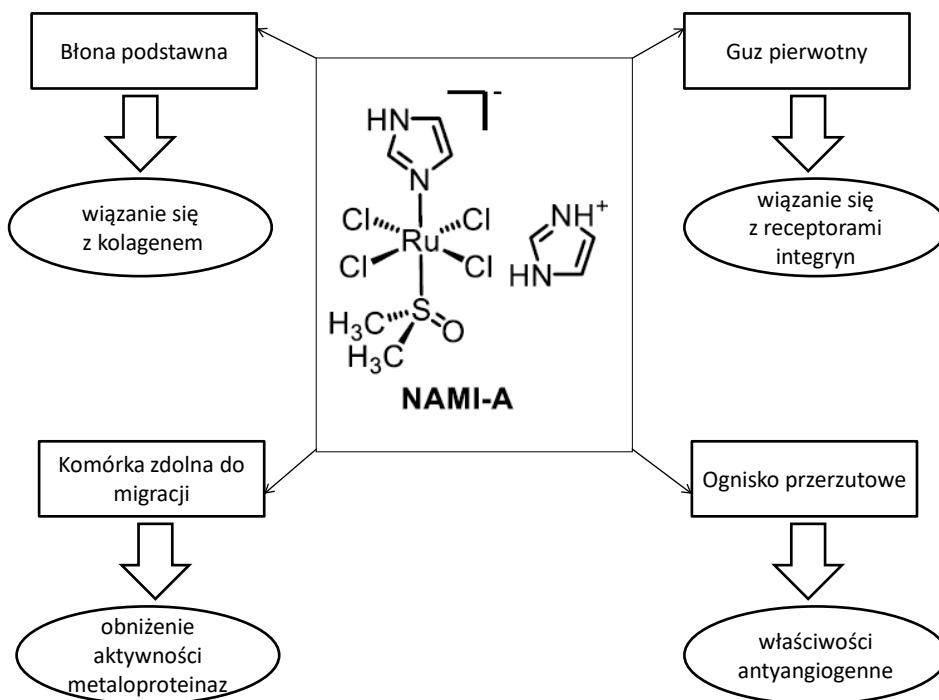 Błona podstawna
Guz pierwotny
wiązanie się
z kolagenem
wiązanie się
z receptorami
integryn
-
HN
N
Cl
Cl
Ru
Cl
Cl
S
O
H3C
H3C
NH+
HN
NAMI-A
Komórka zdolna do
migracji
Ognisko przerzutowe
obniżenie
aktywności
metaloproteinaz
właściwości
antyangiogenne